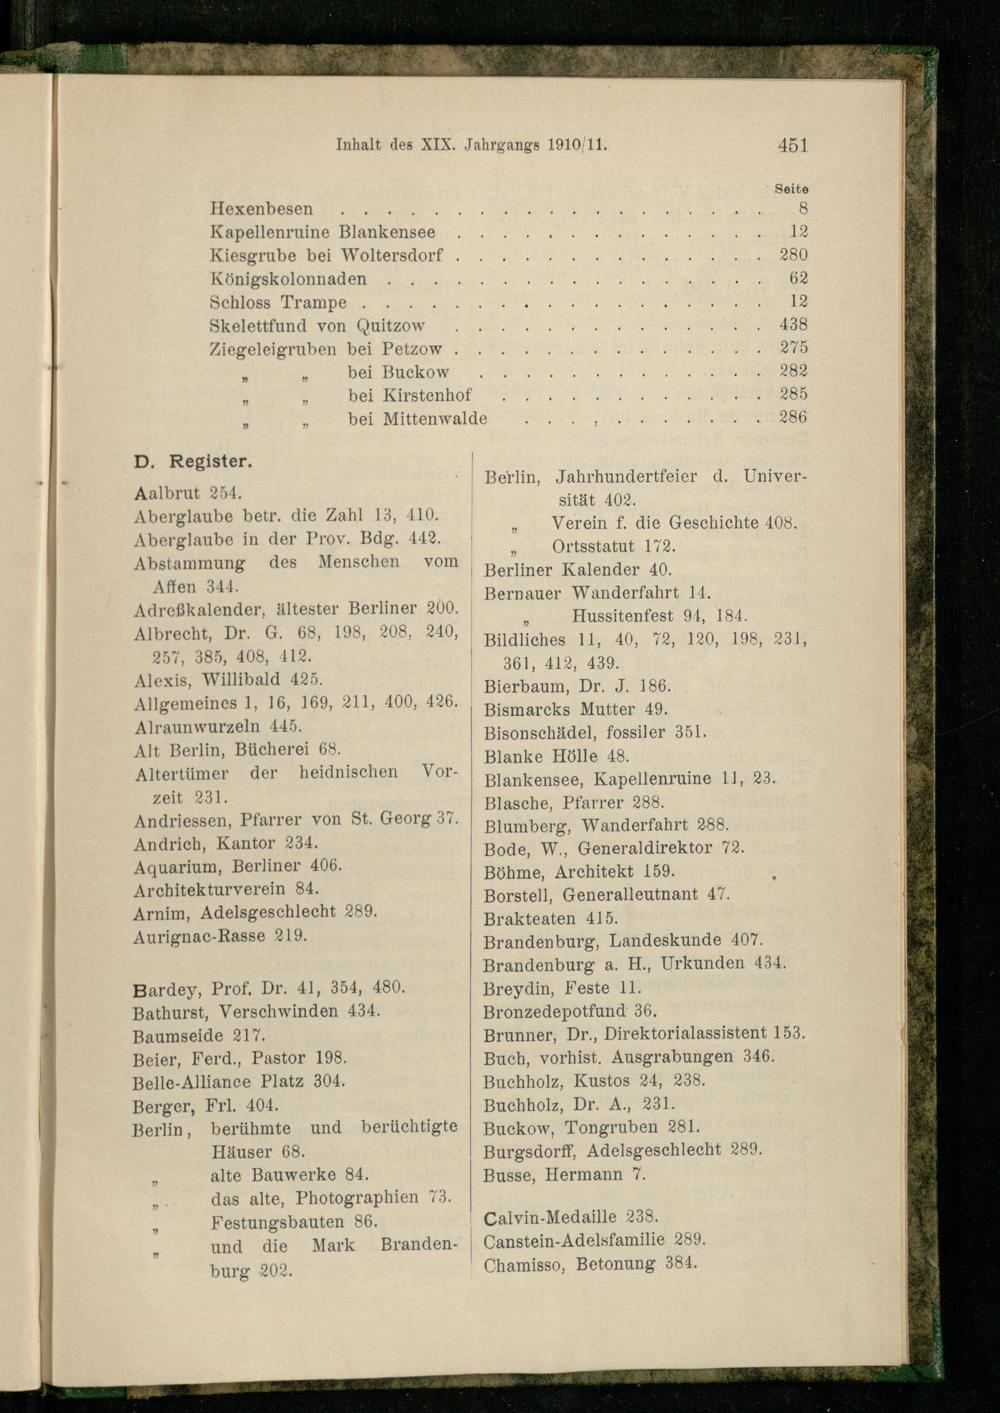 Inhalt des XIX. Jahrgangs 1910/11. 451
Seite
Hexenbesen . . . . . . . . . . . . . . . . . . . 8
Kapellenruine Blankensee . . . . . . . . . . . . . . 12
Kiesgrube bei Woltersdorf . . . . . . . . . . . . . . 280
Königskolonnaden . . . . . . . . . . . . . . . . . 62
Schloss Trampe . . . . . . . . . . . . . . . . . . 12
Skelettfund von Quitzow . . . . . . . . . . . . . . 438
Ziegeleigruben bei Petzow . . . . . . . . . . . . . . 275
„ „ bei Buckow . . . . . . . . . . . . . 282
„ „ bei Kirstenhof . . . . . . . . . . . . 285
„ „ bei Mittenwalde . . . , . . . . . . . 286
D. Register.
Aalbrut 254.
Aberglaube betr. die Zahl 13, 410.
Aberglaube in der Prov. Bdg. 442.
Abstammung des Menschen vom
Affen 344.
Adreßkalender, ältester Berliner 200.
Albrecht, Dr. G. 68, 198, 208, 240,
257, 385, 408, 412.
Alexis, Willibald 425.
Allgemeines 1, 16, 169, 211, 400, 426.
Alraunwurzeln 445.
Alt Berlin, Bücherei 68.
Altertümer der heidnischen Vor-
zeit 231.
Andriessen, Pfarrer von St. Georg 37.
Andrich, Kantor 234.
Aquarium, Berliner 406.
Architekturverein 84.
Arnim, Adelsgeschlecht 289.
Aurignac-Rasse 219.
Bardey, Prof. Dr. 41, 354, 480.
Bathurst, Verschwinden 434.
Baumseide 217.
Beier, Ferd., Pastor 198.
Belle-Alliance Platz 304.
Berger, Frl. 404.
Berlin, berühmte und berüchtigte
Häuser 68.
„ alte Bauwerke 84.
„ das alte, Photographien 73.
„ Festungsbauten 86.
„ und die Mark Branden-
burg 202.
Berlin, Jahrhundertfeier d. Univer-
sität 402.
„ Verein f. die Geschichte 408.
„ Ortsstatut 172.
Berliner Kalender 40.
Bernauer Wanderfahrt 14.
„ Hussitenfest 94, 184.
Bildliches 11, 40, 72, 120, 198, 231,
361, 412, 439.
Bierbaum, Dr. J. 186.
Bismarcks Mutter 49.
Bisonschädel, fossiler 351.
Blanke Hölle 48.
Blankensee, Kapellenruine 11, 23.
Blasche, Pfarrer 288.
Blumberg, Wanderfahrt 288.
Bode, W., Generaldirektor 72.
Böhme, Architekt 159.
Borstell, Generalleutnant 47.
Brakteaten 415.
Brandenburg, Landeskunde 407.
Brandenburg a. H., Urkunden 434.
Breydin, Feste 11.
Bronzedepotfund 36.
Brunner, Dr., Direktorialassistent 153.
Buch, vorhist. Ausgrabungen 346.
Buchholz, Kustos 24, 238.
Buchholz, Dr. A., 231.
Buckow, Tongruben 281.
Burgsdorff, Adelsgeschlecht 289.
Busse, Hermann 7.
Calvin-Medaille 238.
Canstein-Adelsfamilie 289.
Chamisso, Betonung 384.